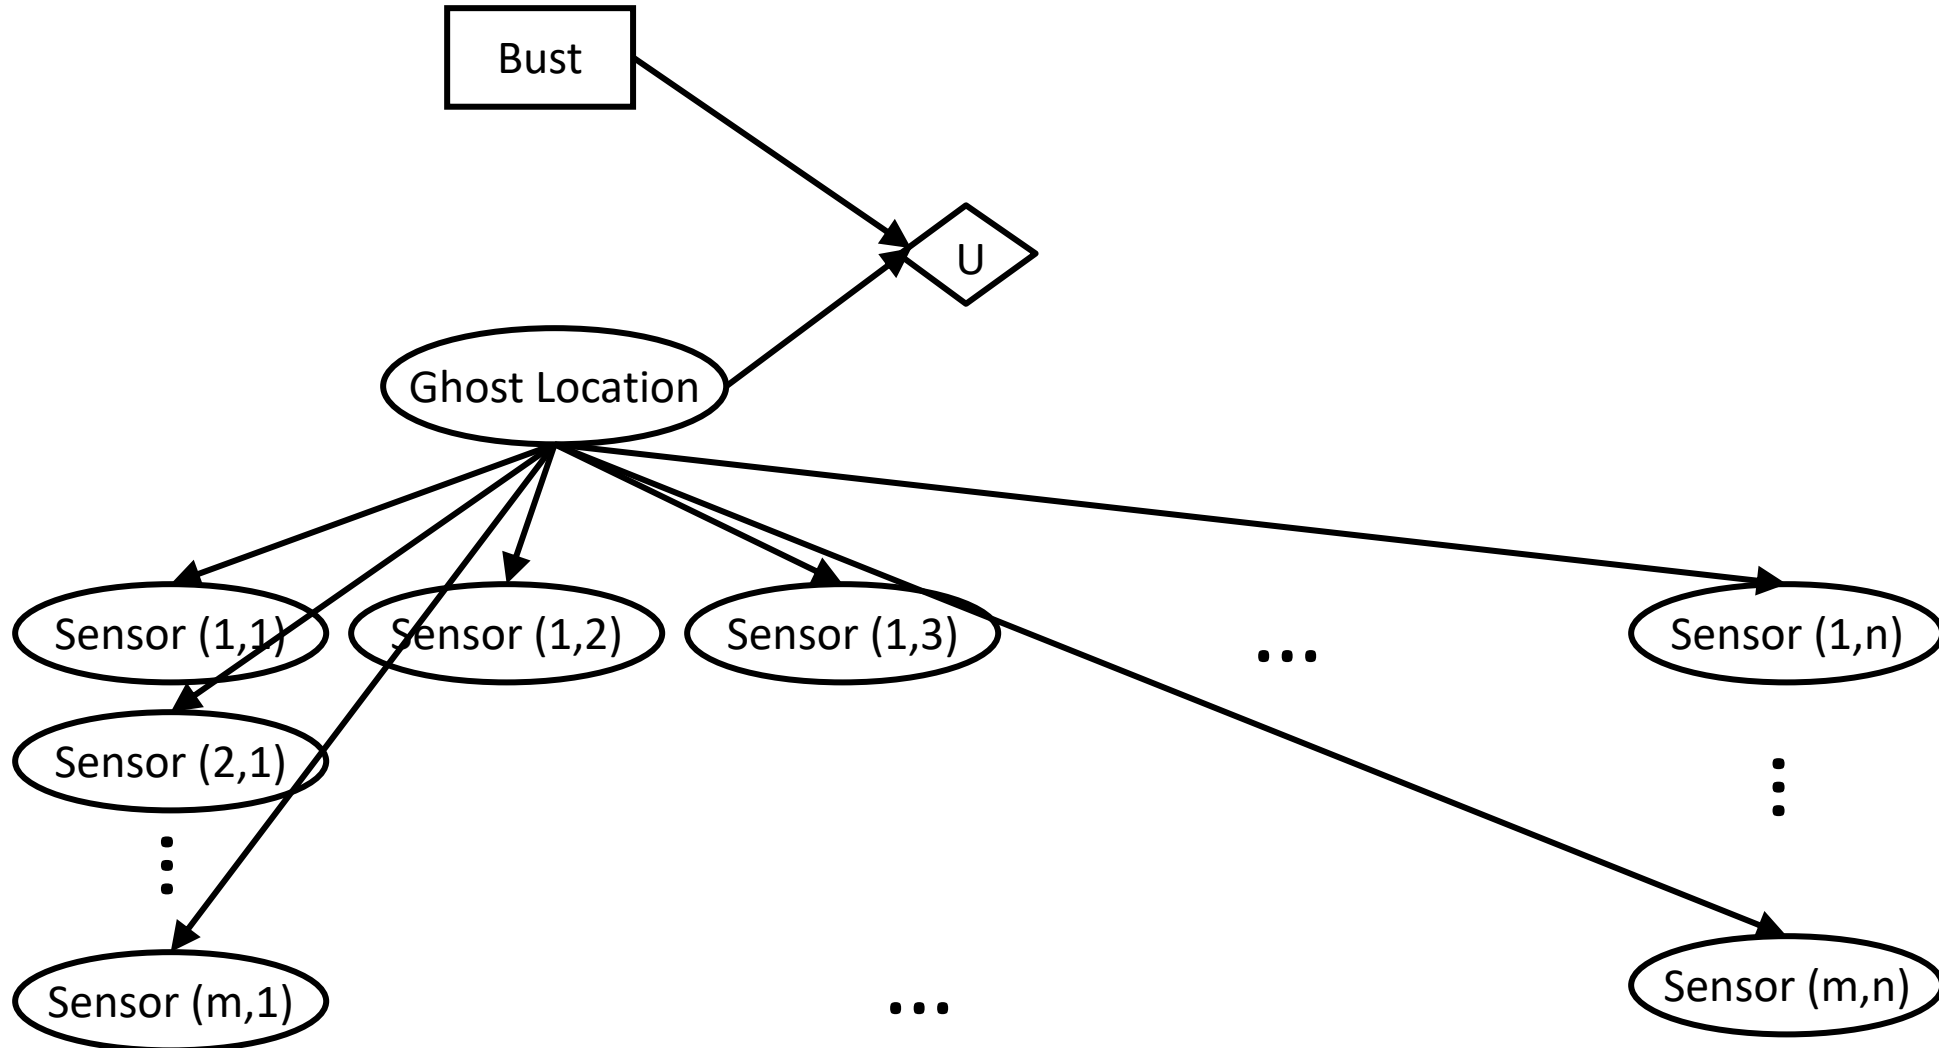 Bust
U
Ghost Location
Sensor (1,1)
Sensor (1,2)
Sensor (1,3)
...
Sensor (1,n)
Sensor (2,1)
...
...
Sensor (m,1)
...
Sensor (m,n)